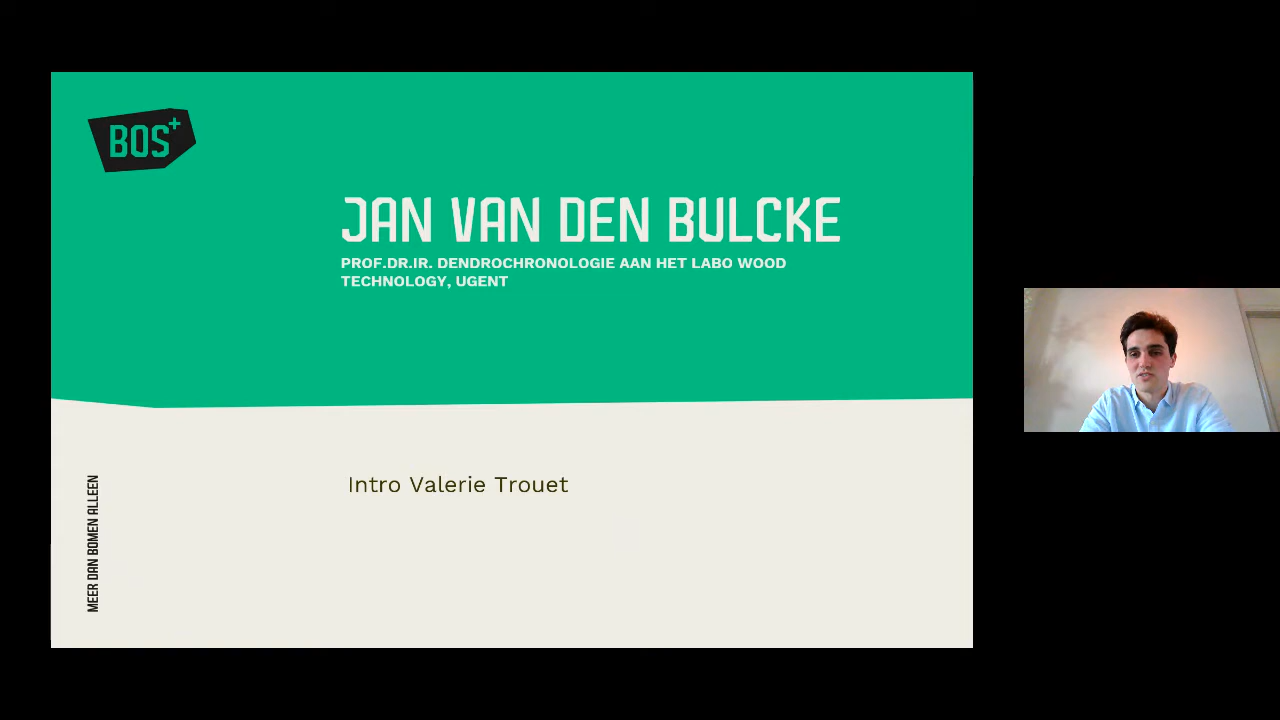 BOS+
JAN VAN DEN BULCKE
PROF.DR.IR. DENDROCHRONOLOGIE AAN HET LABO WOOD
TECHNOLOGY, UGENT
Intro Valerie Trouet
MEER DAN BOMEN ALLEEN